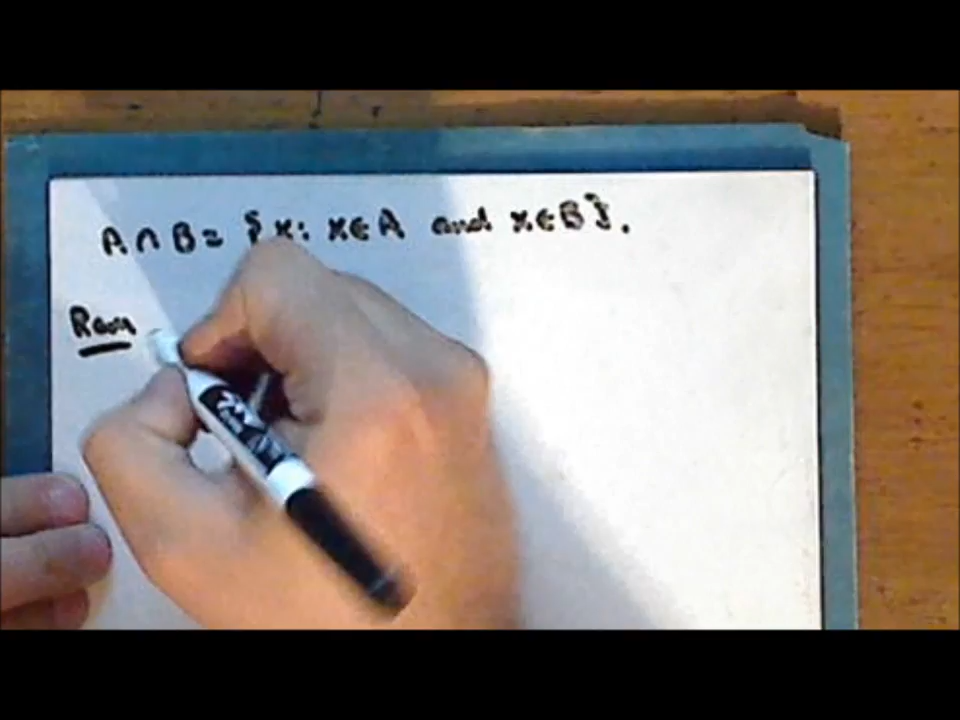 A ∩ B = {x: x∈A and x∈B}.
Rem